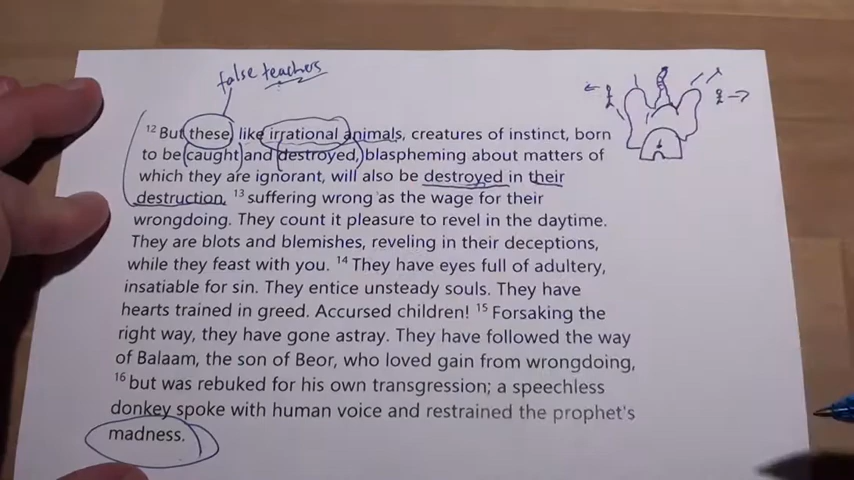 false teachers
12 But these, like irrational animals, creatures of instinct, born
to be caught and destroyed, blaspheming about matters of
which they are ignorant, will also be destroyed in their
destruction, 13 suffering wrong as the wage for their
wrongdoing. They count it pleasure to revel in the daytime.
They are blots and blemishes, reveling in their deceptions,
while they feast with you. 14 They have eyes full of adultery,
insatiable for sin. They entice unsteady souls. They have
hearts trained in greed. Accursed children! 15 Forsaking the
right way, they have gone astray. They have followed the way
of Balaam, the son of Beor, who loved gain from wrongdoing,
16 but was rebuked for his own transgression; a speechless
donkey spoke with human voice and restrained the prophet's
madness.